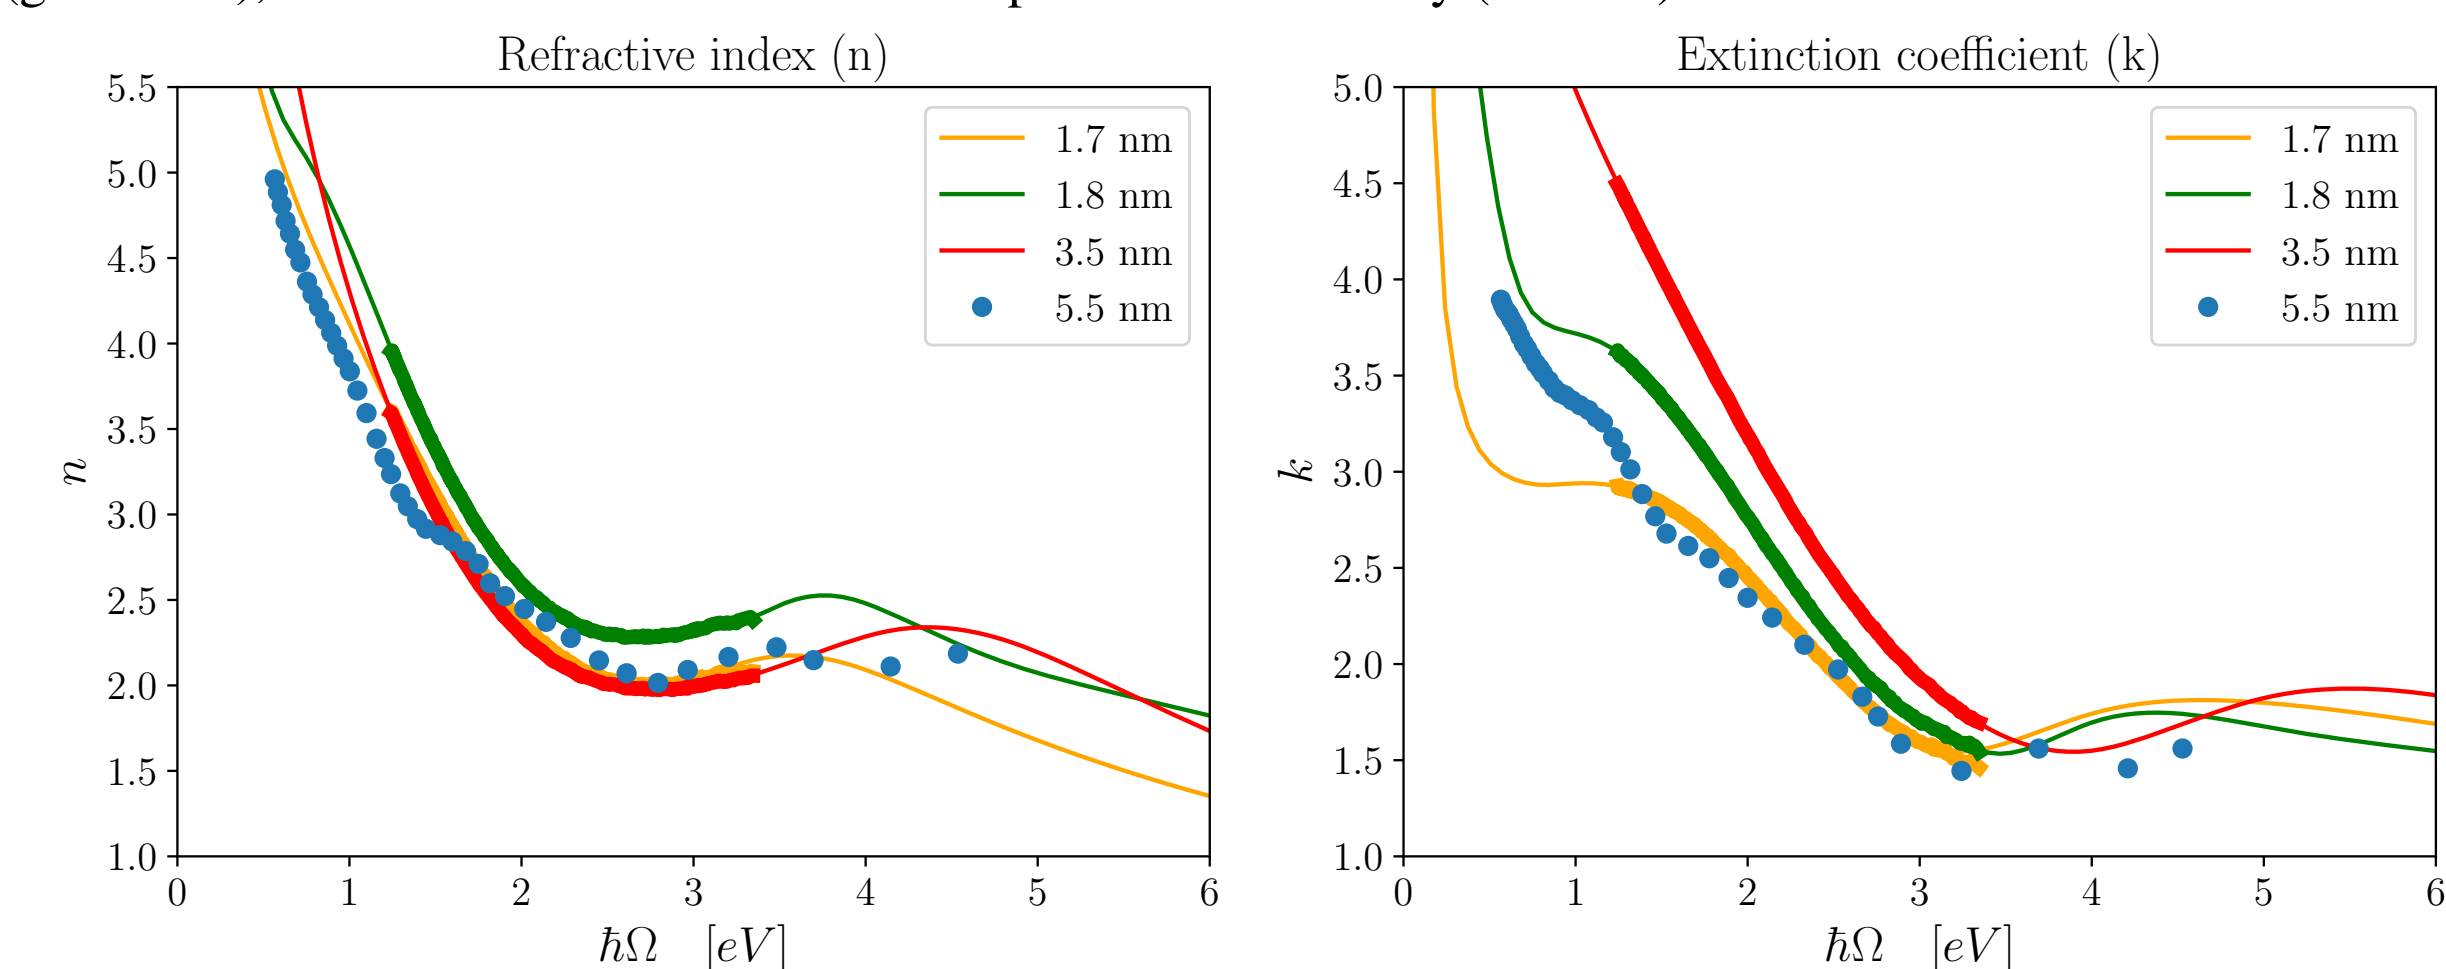 Refractive index (n)
5.5
5.0
4.5
4.0
3.5
3.0
2.5
2.0
1.5
1.0
n
0 1 2 3 4 5 6
ℏΩ [eV]
1.7 nm
1.8 nm
3.5 nm
5.5 nm
Extinction coefficient (k)
5.0
4.5
4.0
3.5
3.0
2.5
2.0
1.5
1.0
k
0 1 2 3 4 5 6
ℏΩ [eV]
1.7 nm
1.8 nm
3.5 nm
5.5 nm